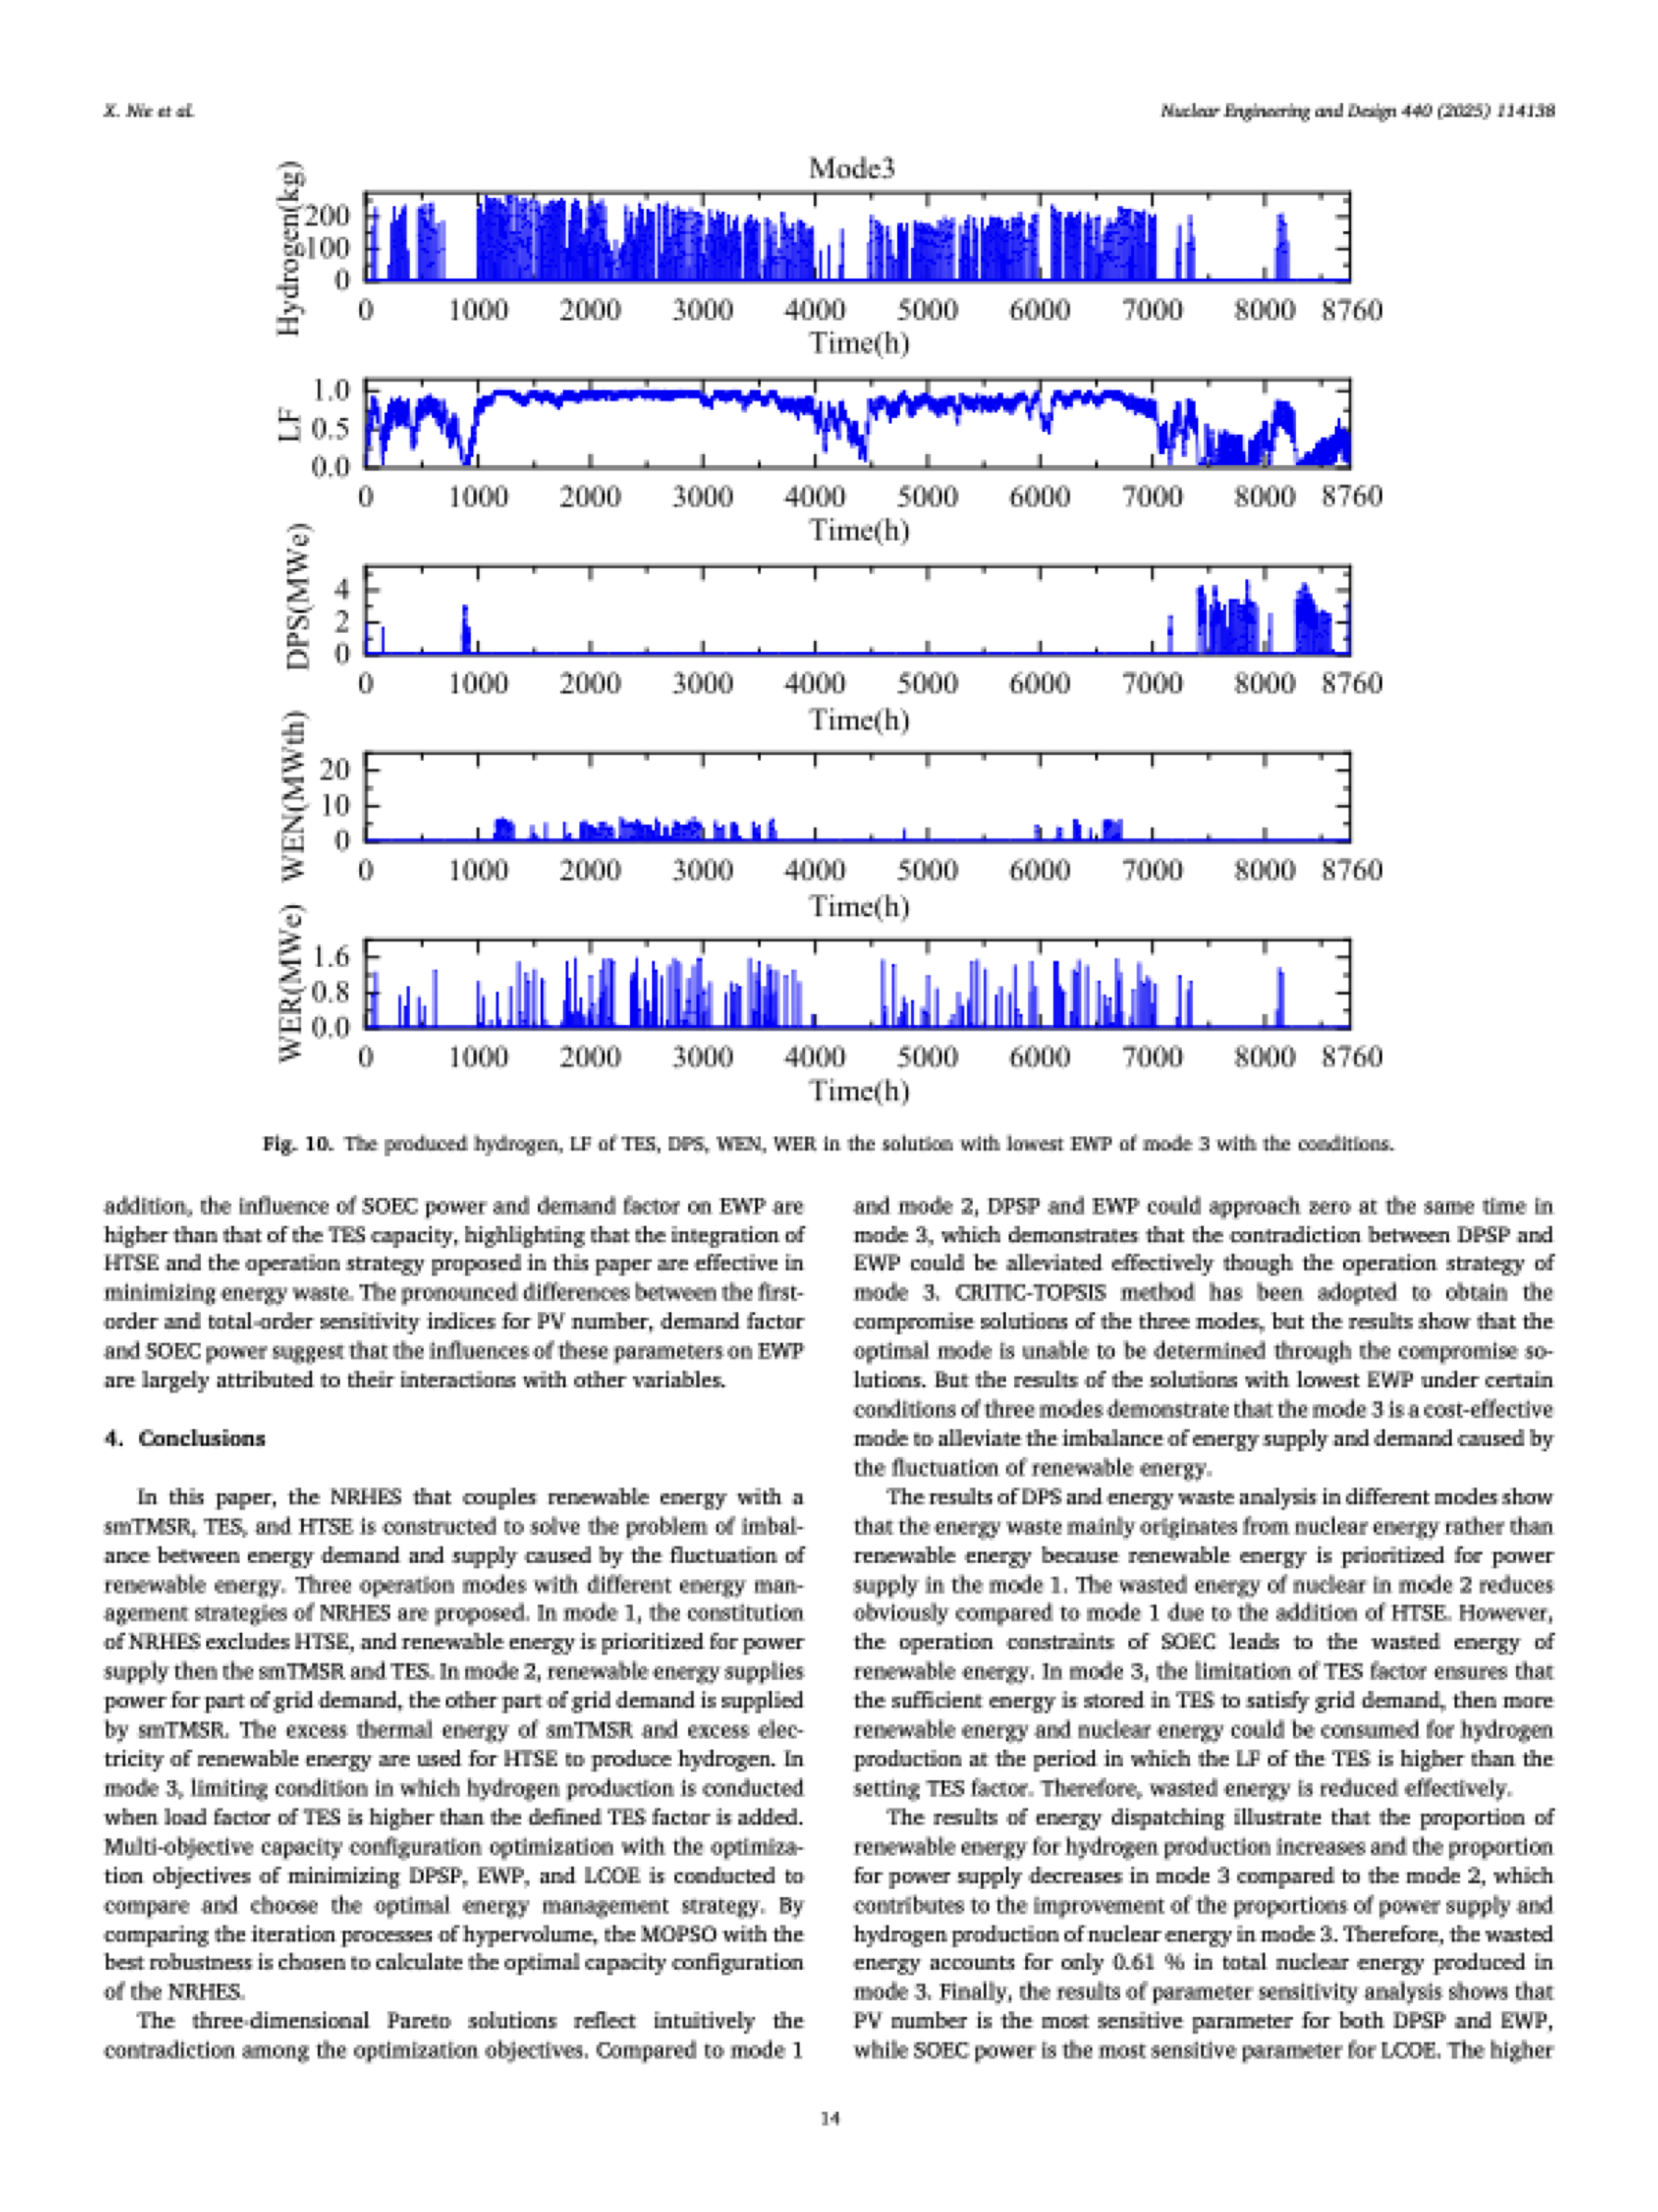 X. Nie et al.
Nuclear Engineering and Design 440 (2025) 114138
Mode3
Hydrogen(kg)
200
100
0
0 1000 2000 3000 4000 5000 6000 7000 8000 8760
Time(h)
LF
1.0
0.5
0.0
0 1000 2000 3000 4000 5000 6000 7000 8000 8760
Time(h)
DPS(MWe)
4
2
0
0 1000 2000 3000 4000 5000 6000 7000 8000 8760
Time(h)
WEN(MWth)
20
10
0
0 1000 2000 3000 4000 5000 6000 7000 8000 8760
Time(h)
WER(MWe)
1.6
0.8
0.0
0 1000 2000 3000 4000 5000 6000 7000 8000 8760
Time(h)
Fig. 10. The produced hydrogen, LF of TES, DPS, WEN, WER in the solution with lowest EWP of mode 3 with the conditions.
addition, the influence of SOEC power and demand factor on EWP are
higher than that of the TES capacity, highlighting that the integration of
HTSE and the operation strategy proposed in this paper are effective in
minimizing energy waste. The pronounced differences between the first-
order and total-order sensitivity indices for PV number, demand factor
and SOEC power suggest that the influences of these parameters on EWP
are largely attributed to their interactions with other variables.
4. Conclusions
In this paper, the NRHES that couples renewable energy with a
smTMSR, TES, and HTSE is constructed to solve the problem of imbal-
ance between energy demand and supply caused by the fluctuation of
renewable energy. Three operation modes with different energy man-
agement strategies of NRHES are proposed. In mode 1, the constitution
of NRHES excludes HTSE, and renewable energy is prioritized for power
supply then the smTMSR and TES. In mode 2, renewable energy supplies
power for part of grid demand, the other part of grid demand is supplied
by smTMSR. The excess thermal energy of smTMSR and excess elec-
tricity of renewable energy are used for HTSE to produce hydrogen. In
mode 3, limiting condition in which hydrogen production is conducted
when load factor of TES is higher than the defined TES factor is added.
Multi-objective capacity configuration optimization with the optimiza-
tion objectives of minimizing DPSP, EWP, and LCOE is conducted to
compare and choose the optimal energy management strategy. By
comparing the iteration processes of hypervolume, the MOPSO with the
best robustness is chosen to calculate the optimal capacity configuration
of the NRHES.
The three-dimensional Pareto solutions reflect intuitively the
contradiction among the optimization objectives. Compared to mode 1
and mode 2, DPSP and EWP could approach zero at the same time in
mode 3, which demonstrates that the contradiction between DPSP and
EWP could be alleviated effectively though the operation strategy of
mode 3. CRITIC-TOPSIS method has been adopted to obtain the
compromise solutions of the three modes, but the results show that the
optimal mode is unable to be determined through the compromise so-
lutions. But the results of the solutions with lowest EWP under certain
conditions of three modes demonstrate that the mode 3 is a cost-effective
mode to alleviate the imbalance of energy supply and demand caused by
the fluctuation of renewable energy.
The results of DPS and energy waste analysis in different modes show
that the energy waste mainly originates from nuclear energy rather than
renewable energy because renewable energy is prioritized for power
supply in the mode 1. The wasted energy of nuclear in mode 2 reduces
obviously compared to mode 1 due to the addition of HTSE. However,
the operation constraints of SOEC leads to the wasted energy of
renewable energy. In mode 3, the limitation of TES factor ensures that
the sufficient energy is stored in TES to satisfy grid demand, then more
renewable energy and nuclear energy could be consumed for hydrogen
production at the period in which the LF of the TES is higher than the
setting TES factor. Therefore, wasted energy is reduced effectively.
The results of energy dispatching illustrate that the proportion of
renewable energy for hydrogen production increases and the proportion
for power supply decreases in mode 3 compared to the mode 2, which
contributes to the improvement of the proportions of power supply and
hydrogen production of nuclear energy in mode 3. Therefore, the wasted
energy accounts for only 0.61 % in total nuclear energy produced in
mode 3. Finally, the results of parameter sensitivity analysis shows that
PV number is the most sensitive parameter for both DPSP and EWP,
while SOEC power is the most sensitive parameter for LCOE. The higher
14